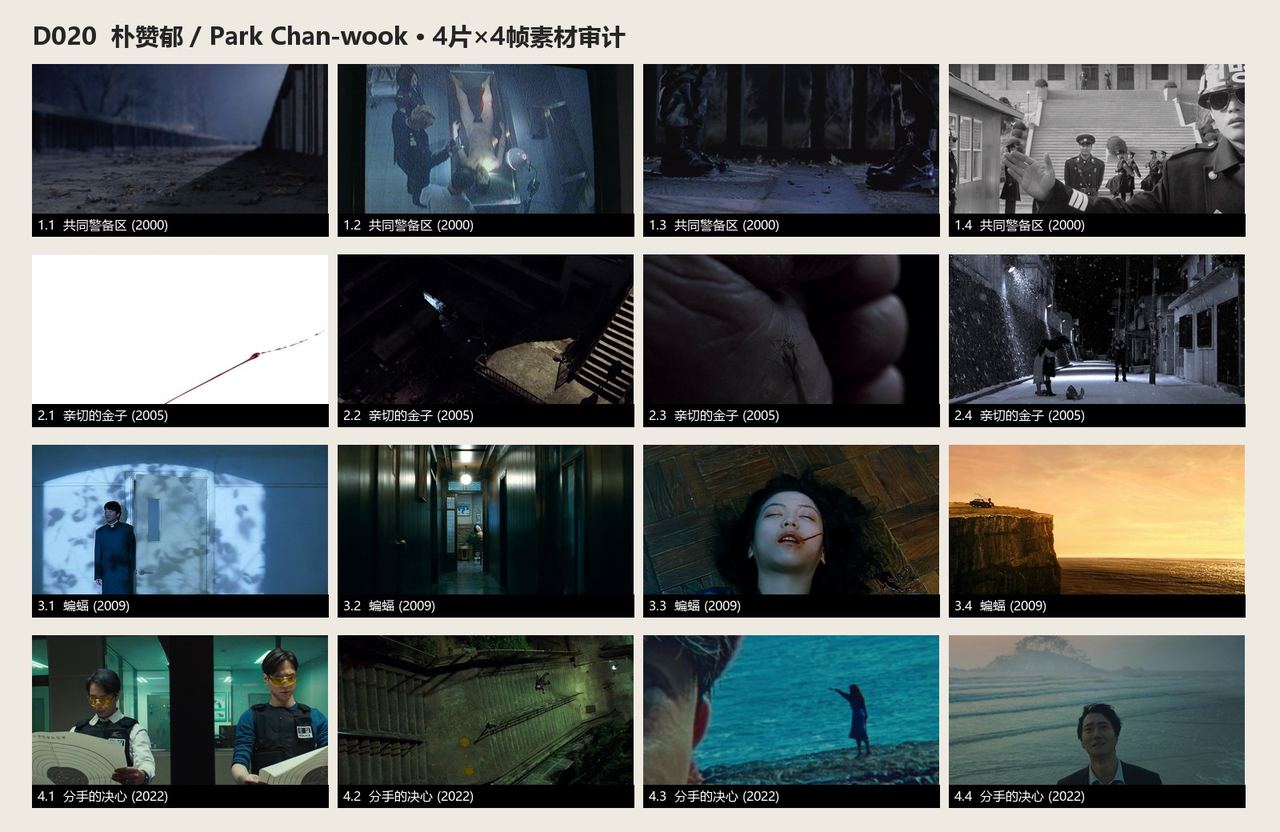 D020 朴赞郁 / Park Chan-wook • 4片×4帧素材审计
1.1 共同警备区 (2000)
1.2 共同警备区 (2000)
1.3 共同警备区 (2000)
1.4 共同警备区 (2000)
2.1 亲切的金子 (2005)
2.2 亲切的金子 (2005)
2.3 亲切的金子 (2005)
2.4 亲切的金子 (2005)
3.1 蝙蝠 (2009)
3.2 蝙蝠 (2009)
3.3 蝙蝠 (2009)
3.4 蝙蝠 (2009)
4.1 分手的决心 (2022)
4.2 分手的决心 (2022)
4.3 分手的决心 (2022)
4.4 分手的决心 (2022)